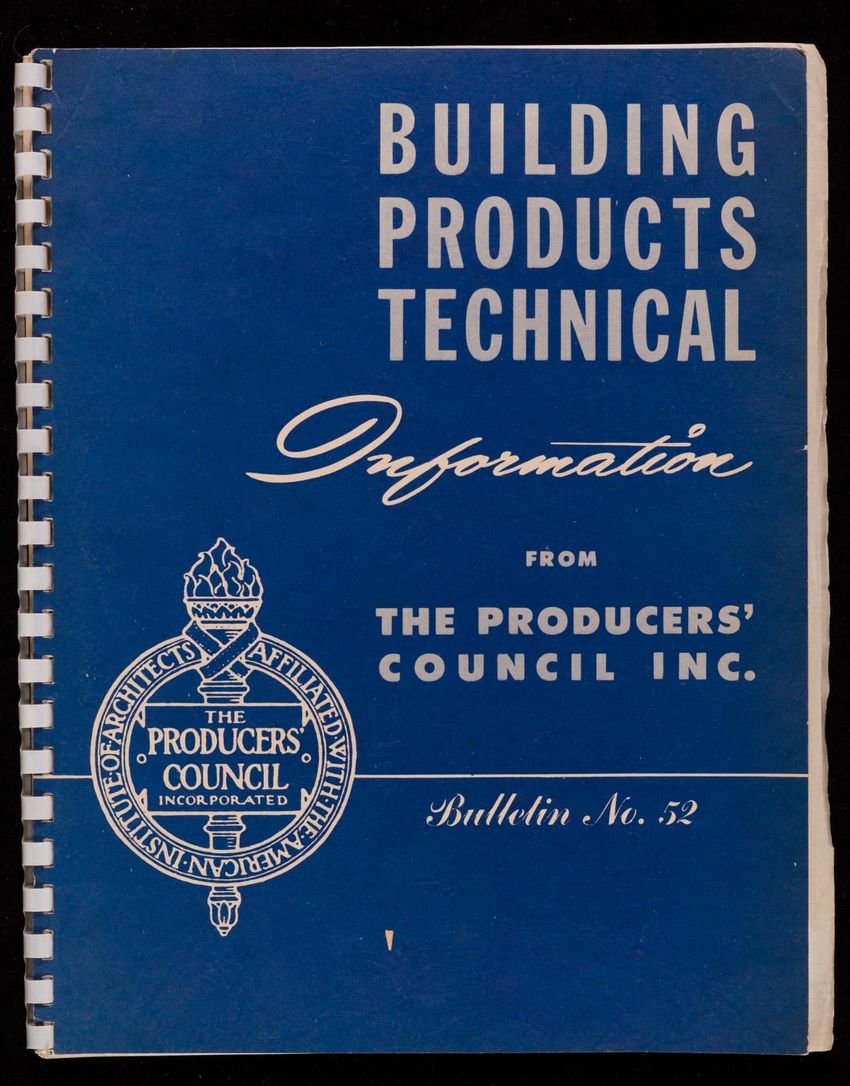 BUILDING
PRODUCTS
TECHNICAL
Information
FROM
THE PRODUCERS'
COUNCIL INC.
AFFILIATED·WITH·THE·AMERICAN·INSTITUTE·OF·ARCHITECTS
THE
PRODUCERS'
COUNCIL
INCORPORATED
Bulletin No. 52